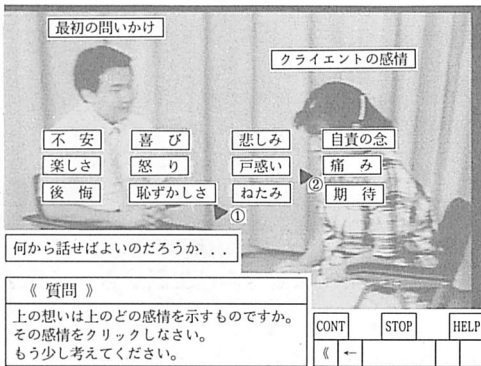 最初の問いかけ
クライエントの感情
不安 喜び 悲しみ 自責の念
楽しさ 怒り 戸惑い 痛み
後悔 恥ずかしさ ねたみ 期待
① ②
何から話せばよいのだろうか...
《 質問 》
上の想いは上のどの感情を示すものですか。
その感情をクリックしなさい。
もう少し考えてください。
CONT STOP HELP
《 ←